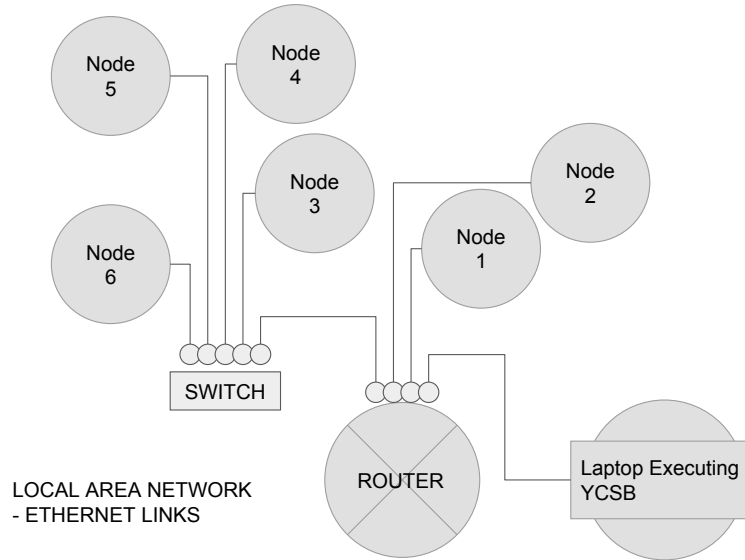 Node
5
Node
4
Node
3
Node
2
Node
1
Node
6
SWITCH
ROUTER
Laptop Executing
YCSB
LOCAL AREA NETWORK
- ETHERNET LINKS